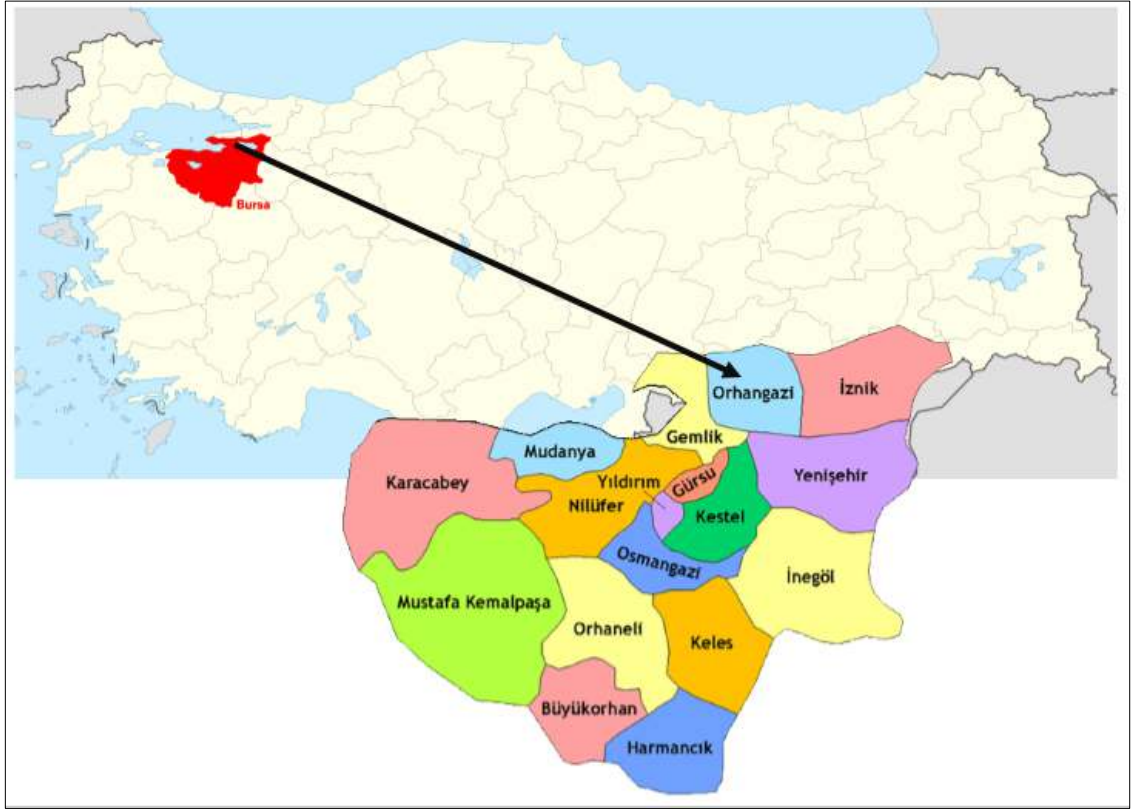 Bursa
Orhangazi
İznik
Gemlik
Mudanya
Yenişehir
Karacabey
Yıldırım
Gürsu
Nilüfer
Kestel
Osmangazi
İnegöl
Mustafa Kemalpaşa
Orhaneli
Keles
Büyükorhan
Harmancık